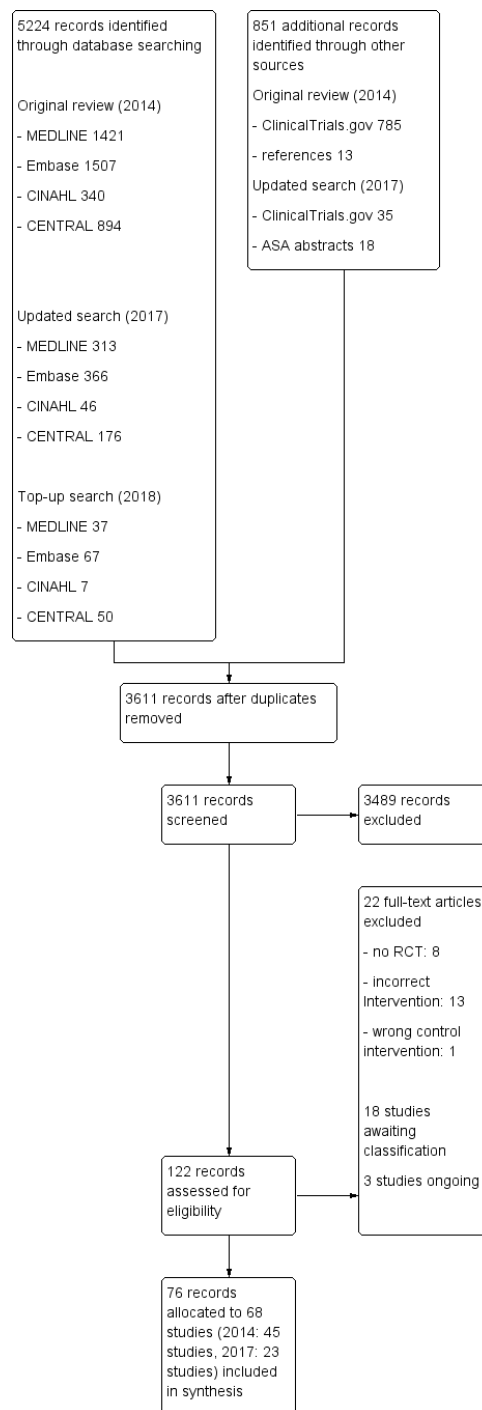 5224 records identified
through database searching
Original review (2014)
- MEDLINE 1421
- Embase 1507
- CINAHL 340
- CENTRAL 894
Updated search (2017)
- MEDLINE 313
- Embase 366
- CINAHL 46
- CENTRAL 176
Top-up search (2018)
- MEDLINE 37
- Embase 67
- CINAHL 7
- CENTRAL 50
851 additional records
identified through other
sources
Original review (2014)
- ClinicalTrials.gov 785
- references 13
Updated search (2017)
- ClinicalTrials.gov 35
- ASA abstracts 18
3611 records after duplicates
removed
3611 records
screened
3489 records
excluded
22 full-text articles
excluded
- no RCT: 8
- incorrect
Intervention: 13
- wrong control
intervention: 1
18 studies
awaiting
classification
3 studies ongoing
122 records
assessed for
eligibility
76 records
allocated to 68
studies (2014: 45
studies, 2017: 23
studies) included
in synthesis